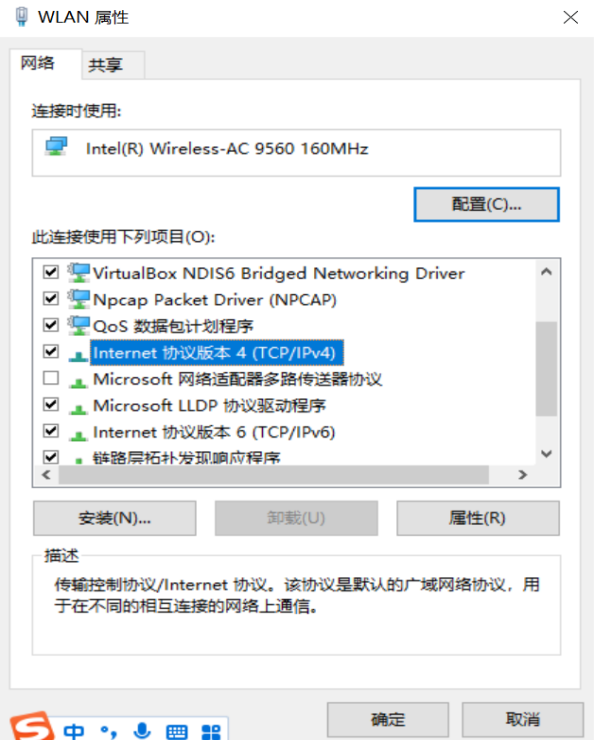 WLAN 属性
网络
共享
连接时使用:
Intel(R) Wireless-AC 9560 160MHz
配置(C)...
此连接使用下列项目(O):
VirtualBox NDIS6 Bridged Networking Driver
Npcap Packet Driver (NPCAP)
QoS 数据包计划程序
Internet 协议版本 4 (TCP/IPv4)
Microsoft 网络适配器多路传送器协议
Microsoft LLDP 协议驱动程序
Internet 协议版本 6 (TCP/IPv6)
链路层拓扑发现响应程序
安装(N)...
卸载(U)
属性(R)
描述
传输控制协议/Internet 协议。该协议是默认的广域网络协议，用
于在不同的相互连接的网络上通信。
确定
取消
中